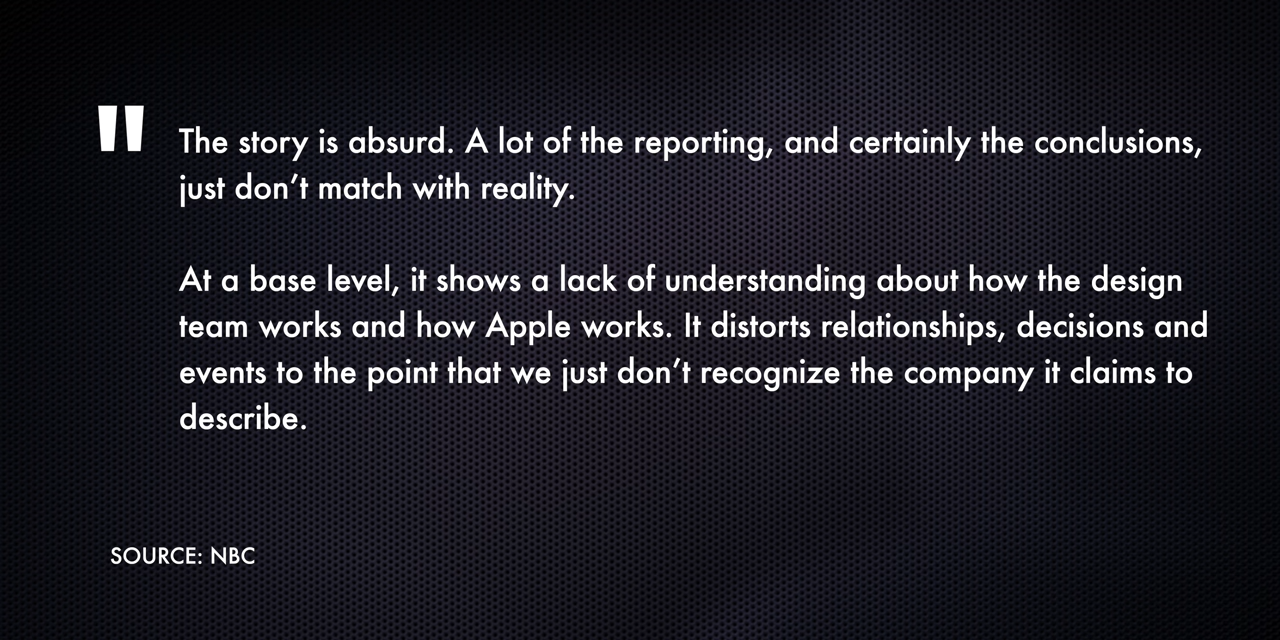 "
The story is absurd. A lot of the reporting, and certainly the conclusions,
just don’t match with reality.
At a base level, it shows a lack of understanding about how the design
team works and how Apple works. It distorts relationships, decisions and
events to the point that we just don’t recognize the company it claims to
describe.
SOURCE: NBC